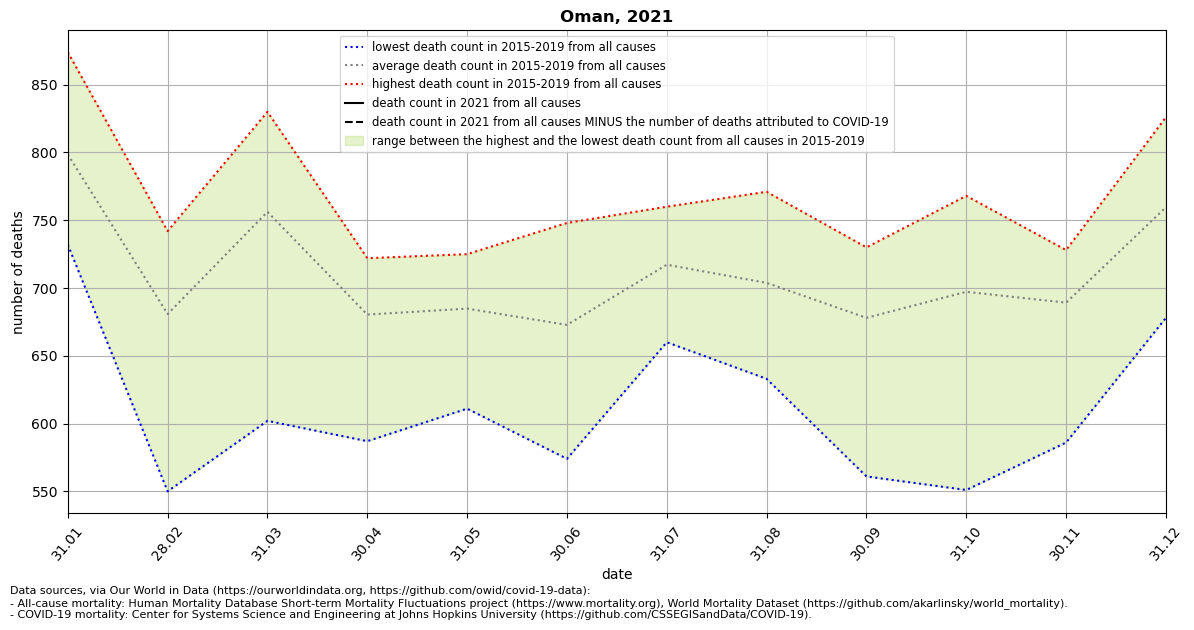 Oman, 2021
lowest death count in 2015-2019 from all causes
average death count in 2015-2019 from all causes
highest death count in 2015-2019 from all causes
death count in 2021 from all causes
death count in 2021 from all causes MINUS the number of deaths attributed to COVID-19
range between the highest and the lowest death count from all causes in 2015-2019
850
800
750
700
650
600
550
number of deaths
31.01
28.02
31.03
30.04
31.05
30.06
31.07
31.08
30.09
31.10
30.11
31.12
date
Data sources, via Our World in Data (https://ourworldindata.org, https://github.com/owid/covid-19-data):
- All-cause mortality: Human Mortality Database Short-term Mortality Fluctuations project (https://www.mortality.org), World Mortality Dataset (https://github.com/akarlinsky/world_mortality).
- COVID-19 mortality: Center for Systems Science and Engineering at Johns Hopkins University (https://github.com/CSSEGISandData/COVID-19).